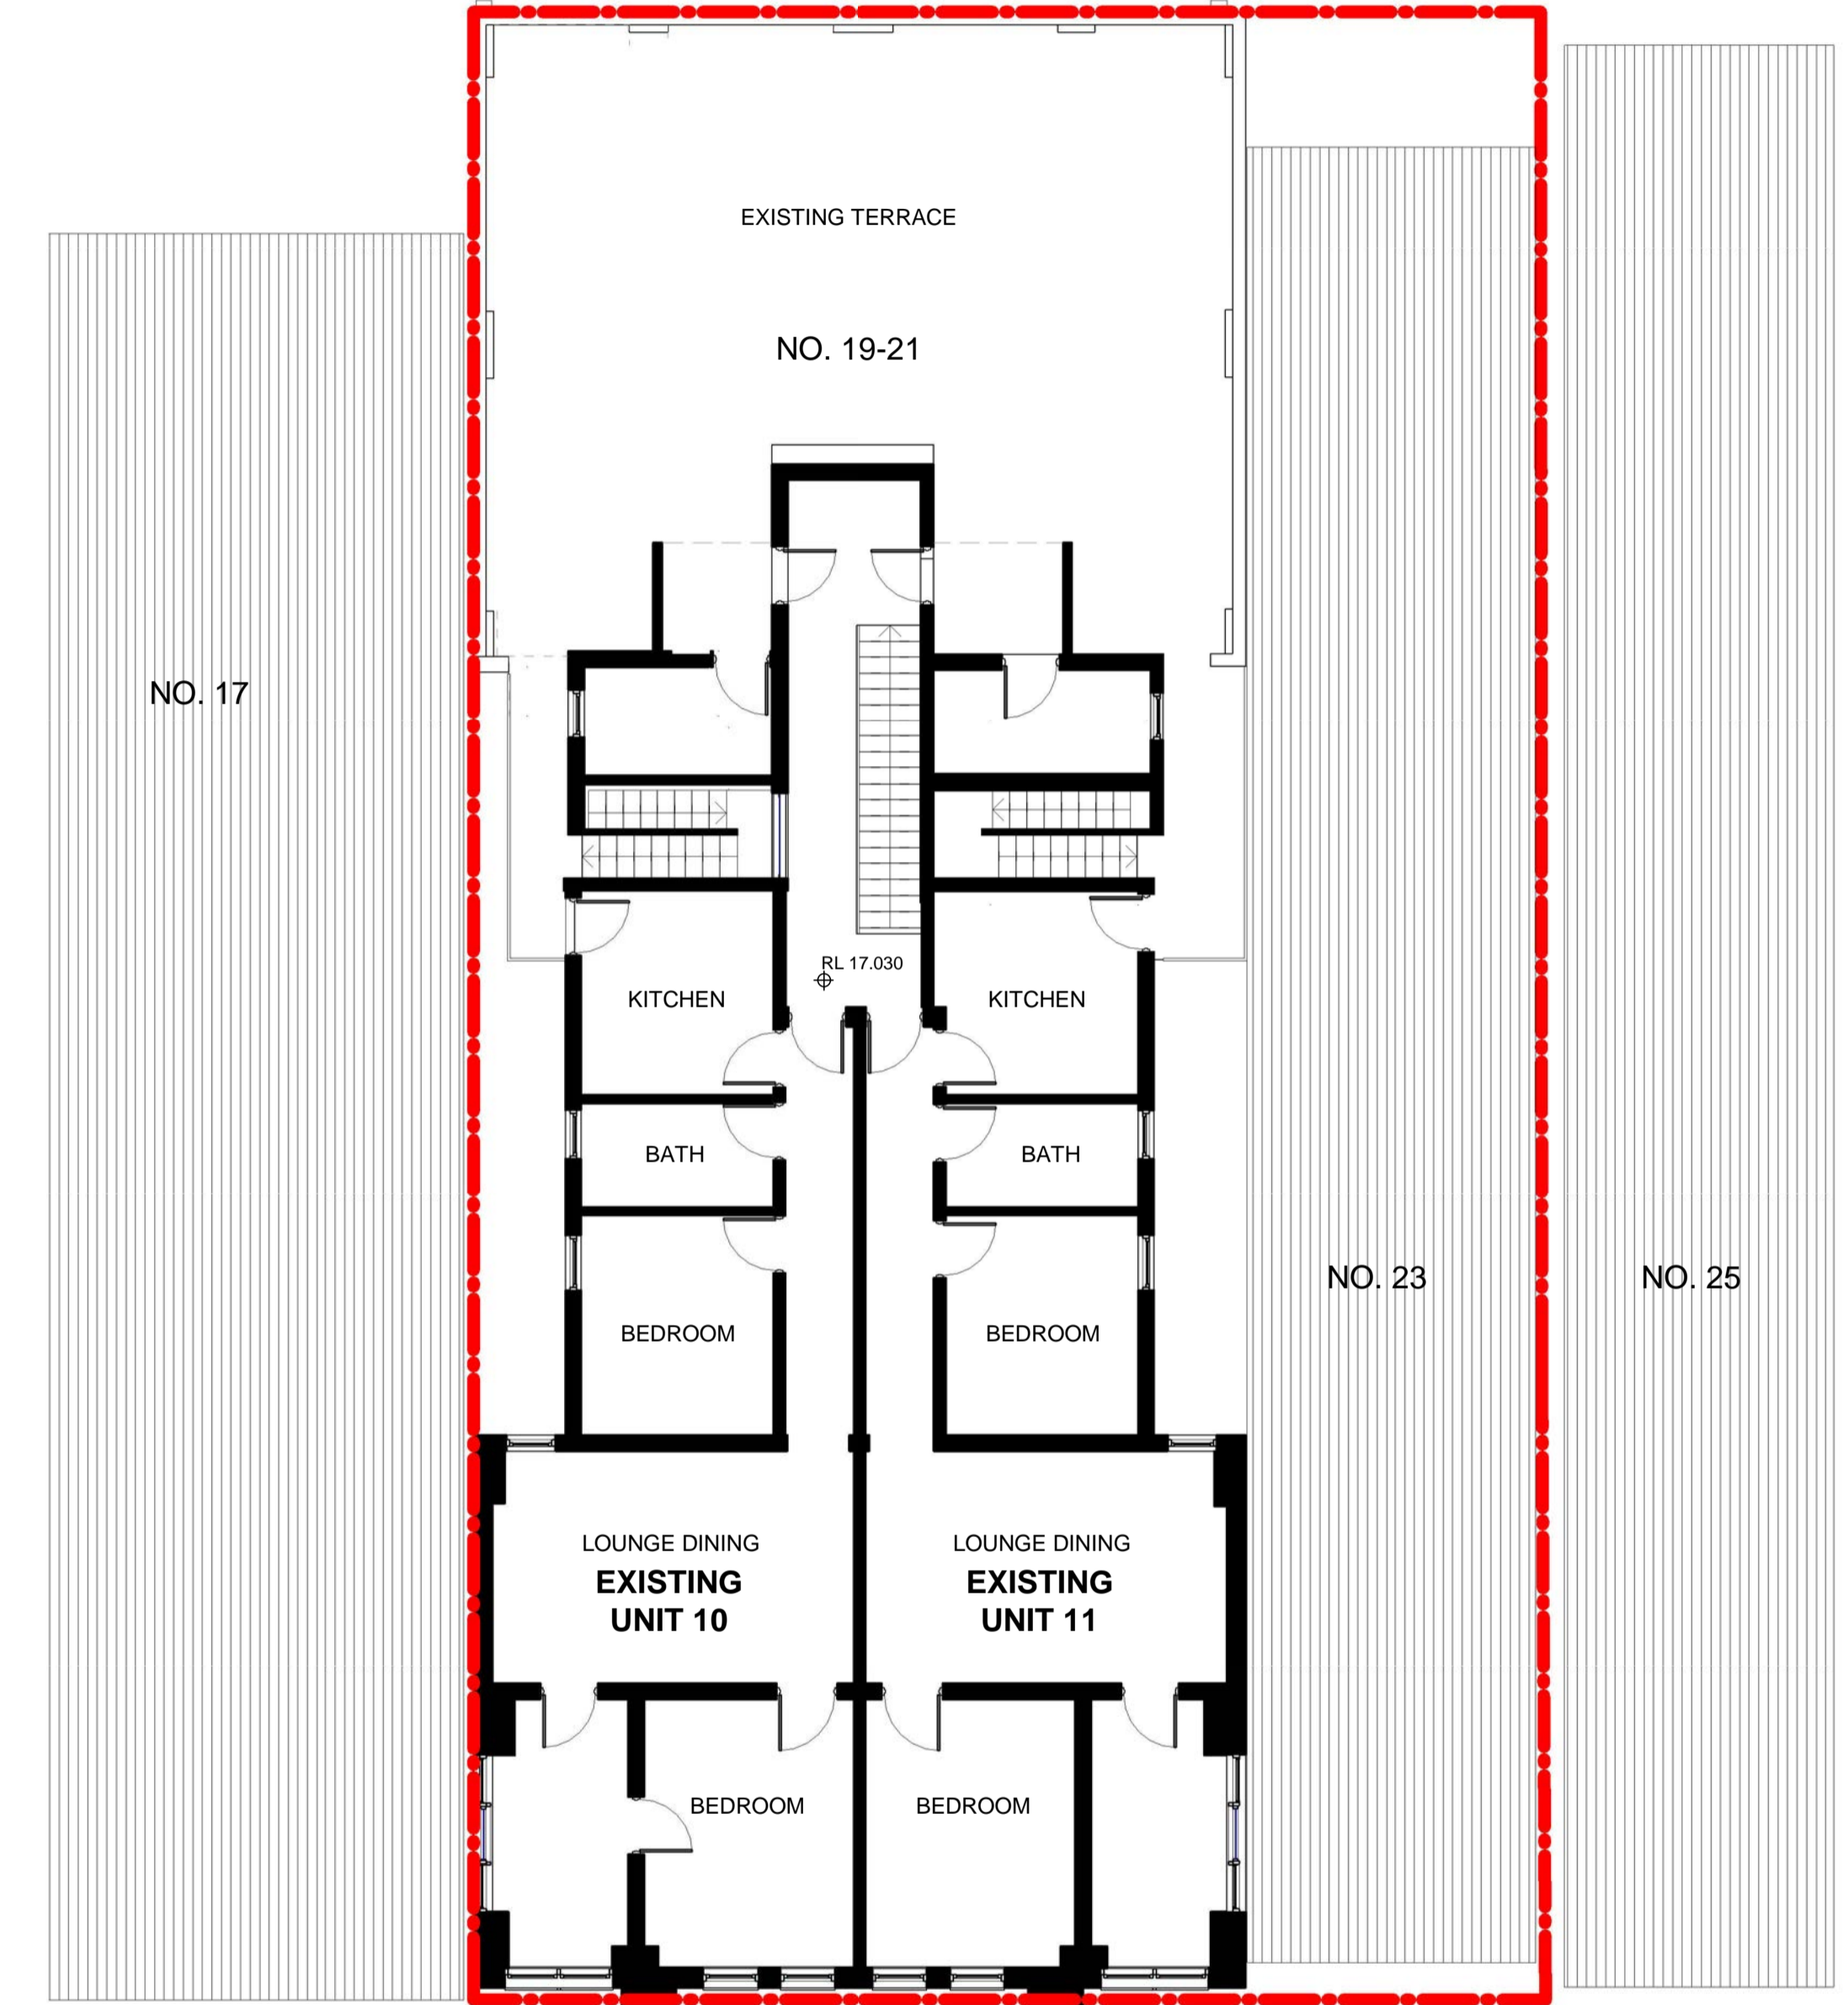 EXISTING TERRACE
NO. 19-21
NO. 17
RL 17.030
KITCHEN
KITCHEN
BATH
BATH
NO. 23
NO. 25
BEDROOM
BEDROOM
LOUNGE DINING
EXISTING
UNIT 10
LOUNGE DINING
EXISTING
UNIT 11
BEDROOM
BEDROOM